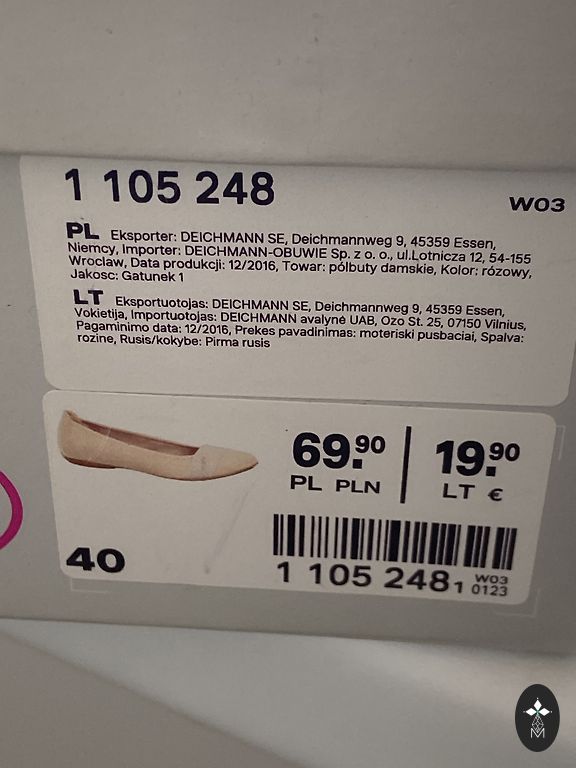 1 105 248
W03
PL Eksporter: DEICHMANN SE, Deichmannweg 9, 45359 Essen,
Niemcy, Importer: DEICHMANN-OBUWIE Sp. z o. o., ul.Lotnicza 12, 54-155
Wroclaw, Data produkcji: 12/2016, Towar: półbuty damskie, Kolor: rózowy,
Jakosc: Gatunek 1
LT Eksportuotojas: DEICHMANN SE, Deichmannweg 9, 45359 Essen,
Vokietija, Importuotojas: DEICHMANN avalynė UAB, Ozo St. 25, 07150 Vilnius,
Pagaminimo data: 12/2016, Prekes pavadinimas: moteriski pusbaciai, Spalva:
rozine, Rusis/kokybe: Pirma rusis
69.90 19.90
PL PLN LT €
40
1 105 248 1 W03
0123
M